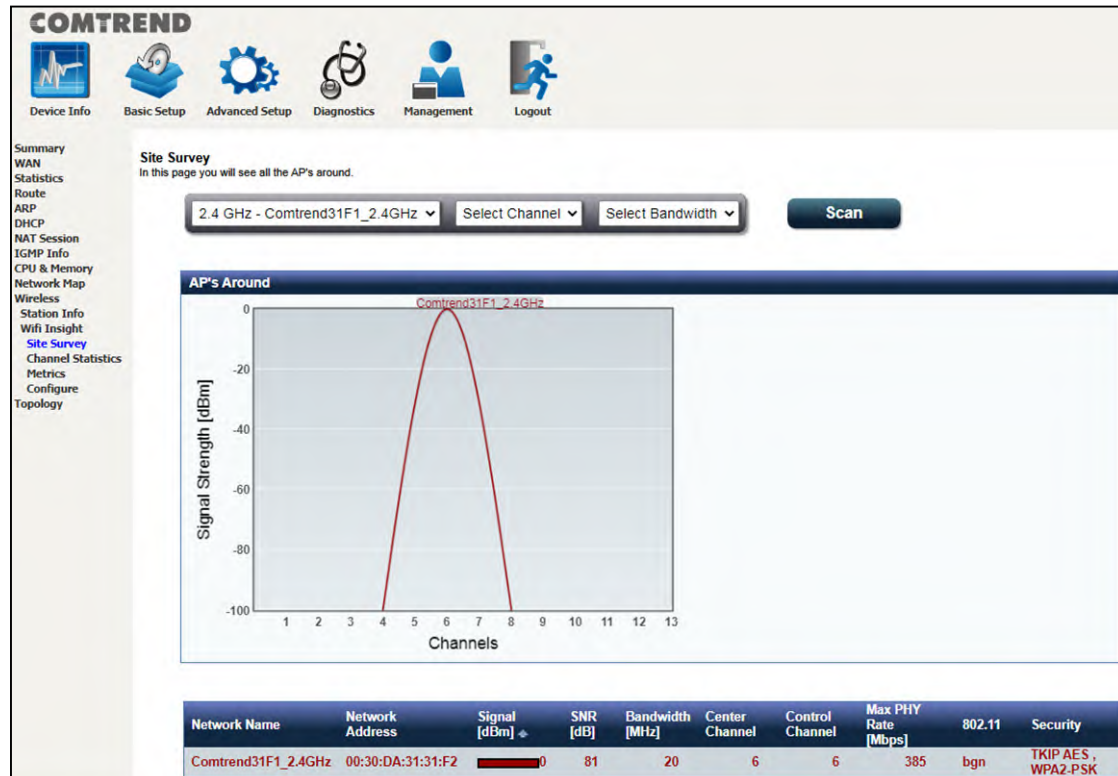 COMTREND
Device Info
Basic Setup
Advanced Setup
Diagnostics
Management
Logout
Summary
WAN
Statistics
Route
ARP
DHCP
NAT Session
IGMP Info
CPU & Memory
Network Map
Wireless
Station Info
Wifi Insight
Site Survey
Channel Statistics
Metrics
Configure
Topology
Site Survey
In this page you will see all the AP's around.
2.4 GHz - Comtrend31F1_2.4GHz
Select Channel
Select Bandwidth
Scan
AP's Around
Comtrend31F1_2.4GHz
Signal Strength [dBm]
0
-20
-40
-60
-80
-100
1 2 3 4 5 6 7 8 9 10 11 12 13
Channels
Network Name Network Address Signal [dBm] SNR [dB] Bandwidth [MHz] Center Channel Control Channel Max PHY Rate [Mbps] 802.11 Security
Comtrend31F1_2.4GHz 00:30:DA:31:31:F2 0 81 20 6 6 385 bgn TKIP AES , WPA2-PSK